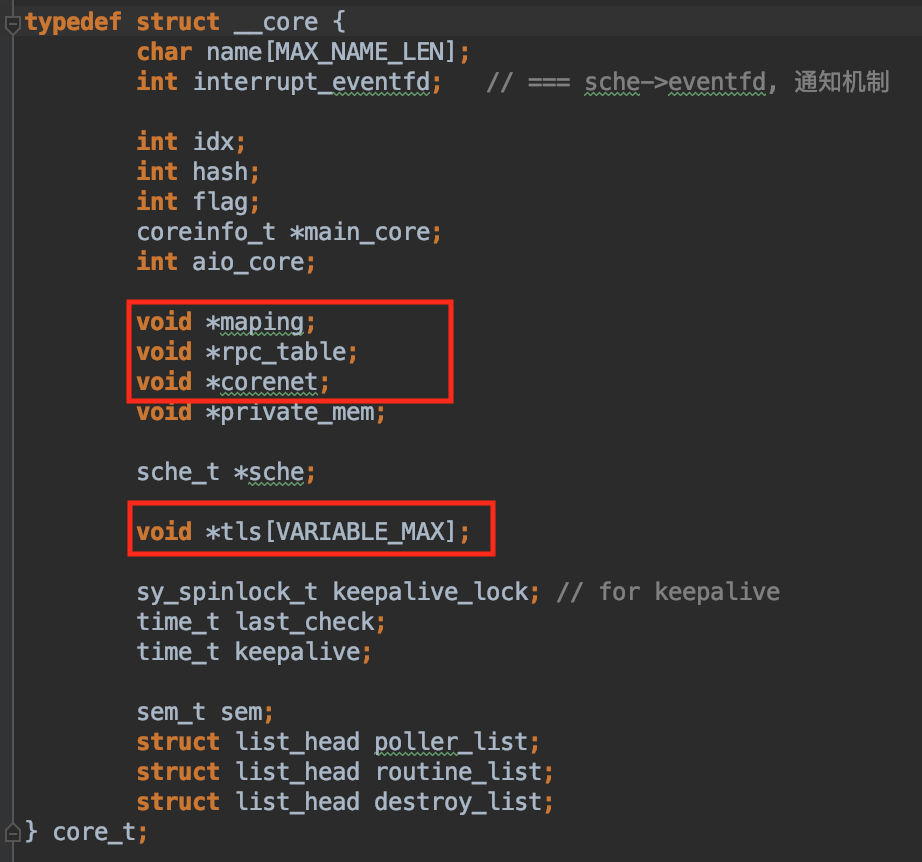 typedef struct __core {
char name[MAX_NAME_LEN];
int interrupt_eventfd;   // === sche->eventfd, 通知机制
int idx;
int hash;
int flag;
coreinfo_t *main_core;
int aio_core;
void *maping;
void *rpc_table;
void *corenet;
void *private_mem;
sche_t *sche;
void *tls[VARIABLE_MAX];
sy_spinlock_t keepalive_lock; // for keepalive
time_t last_check;
time_t keepalive;
sem_t sem;
struct list_head poller_list;
struct list_head routine_list;
struct list_head destroy_list;
} core_t;